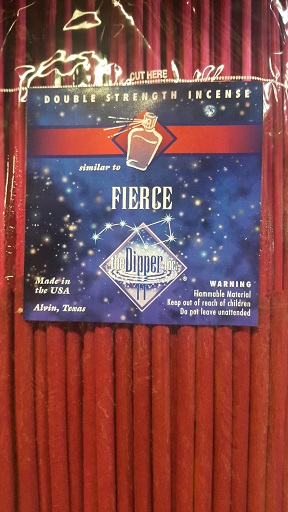 CUT HERE
DOUBLE STRENGTH INCENSE
similar to
FIERCE
The Dipper
Made in
the USA
Alvin, Texas
WARNING
Flammable Material
Keep out of reach of children
Do not leave unattended